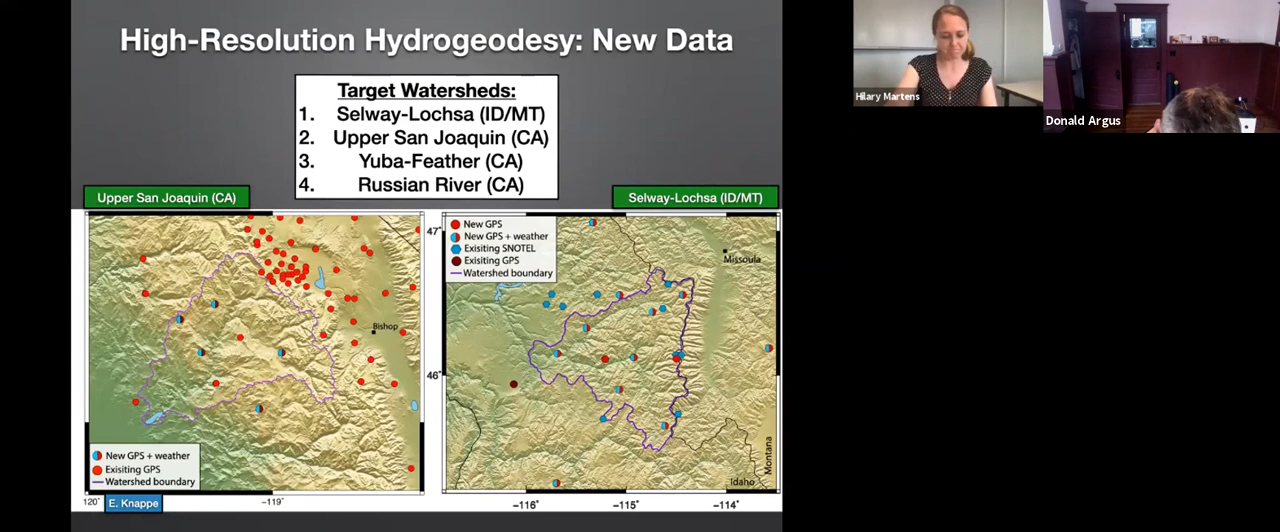 High-Resolution Hydrogeodesy: New Data
Target Watersheds:
1. Selway-Lochsa (ID/MT)
2. Upper San Joaquin (CA)
3. Yuba-Feather (CA)
4. Russian River (CA)
Upper San Joaquin (CA)
Bishop
New GPS + weather
Exisiting GPS
Watershed boundary
120˚
-119˚
E. Knappe
Selway-Lochsa (ID/MT)
New GPS
New GPS + weather
Exisiting SNOTEL
Exisiting GPS
Watershed boundary
47˚
46˚
Missoula
Montana
Idaho
-116˚
-115˚
-114˚
Hilary Martens
Donald Argus